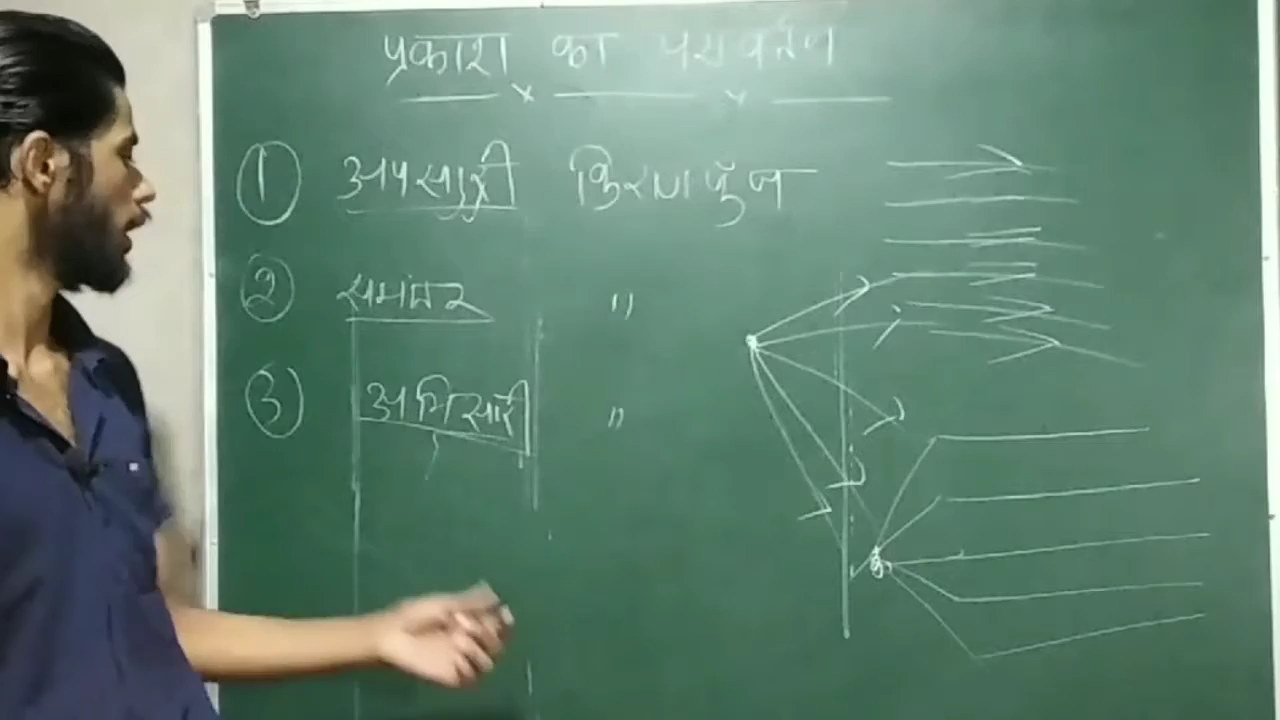 प्रकाश का परावर्तन
① अपसारी किरण पुँज
② समांतर "
③ अभिसारी "